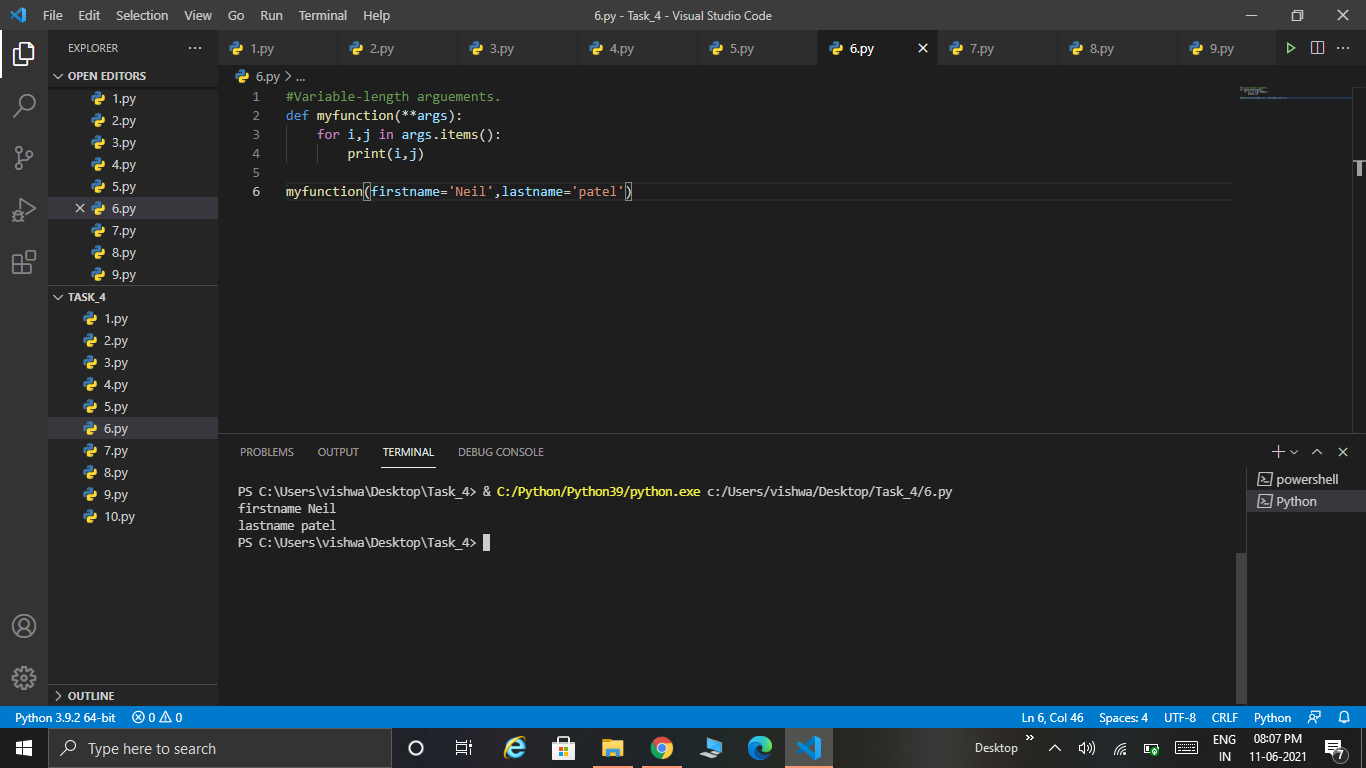 File Edit Selection View Go Run Terminal Help
6.py - Task_4 - Visual Studio Code
EXPLORER ...
OPEN EDITORS
1.py
2.py
3.py
4.py
5.py
6.py
7.py
8.py
9.py
TASK_4
1.py
2.py
3.py
4.py
5.py
6.py
7.py
8.py
9.py
10.py
OUTLINE
1.py 2.py 3.py 4.py 5.py 6.py 7.py 8.py 9.py ...
6.py > ...
1 #Variable-length arguements.
2 def myfunction(**args):
3 for i,j in args.items():
4 print(i,j)
5
6 myfunction(firstname='Neil',lastname='patel')
PROBLEMS OUTPUT TERMINAL DEBUG CONSOLE
PS C:\Users\vishwa\Desktop\Task_4> & C:/Python/Python39/python.exe c:/Users/vishwa/Desktop/Task_4/6.py
firstname Neil
lastname patel
PS C:\Users\vishwa\Desktop\Task_4>
powershell
Python
Python 3.9.2 64-bit 0 0 Ln 6, Col 46 Spaces: 4 UTF-8 CRLF Python
Type here to search
Desktop
ENG
IN
08:07 PM
11-06-2021
7